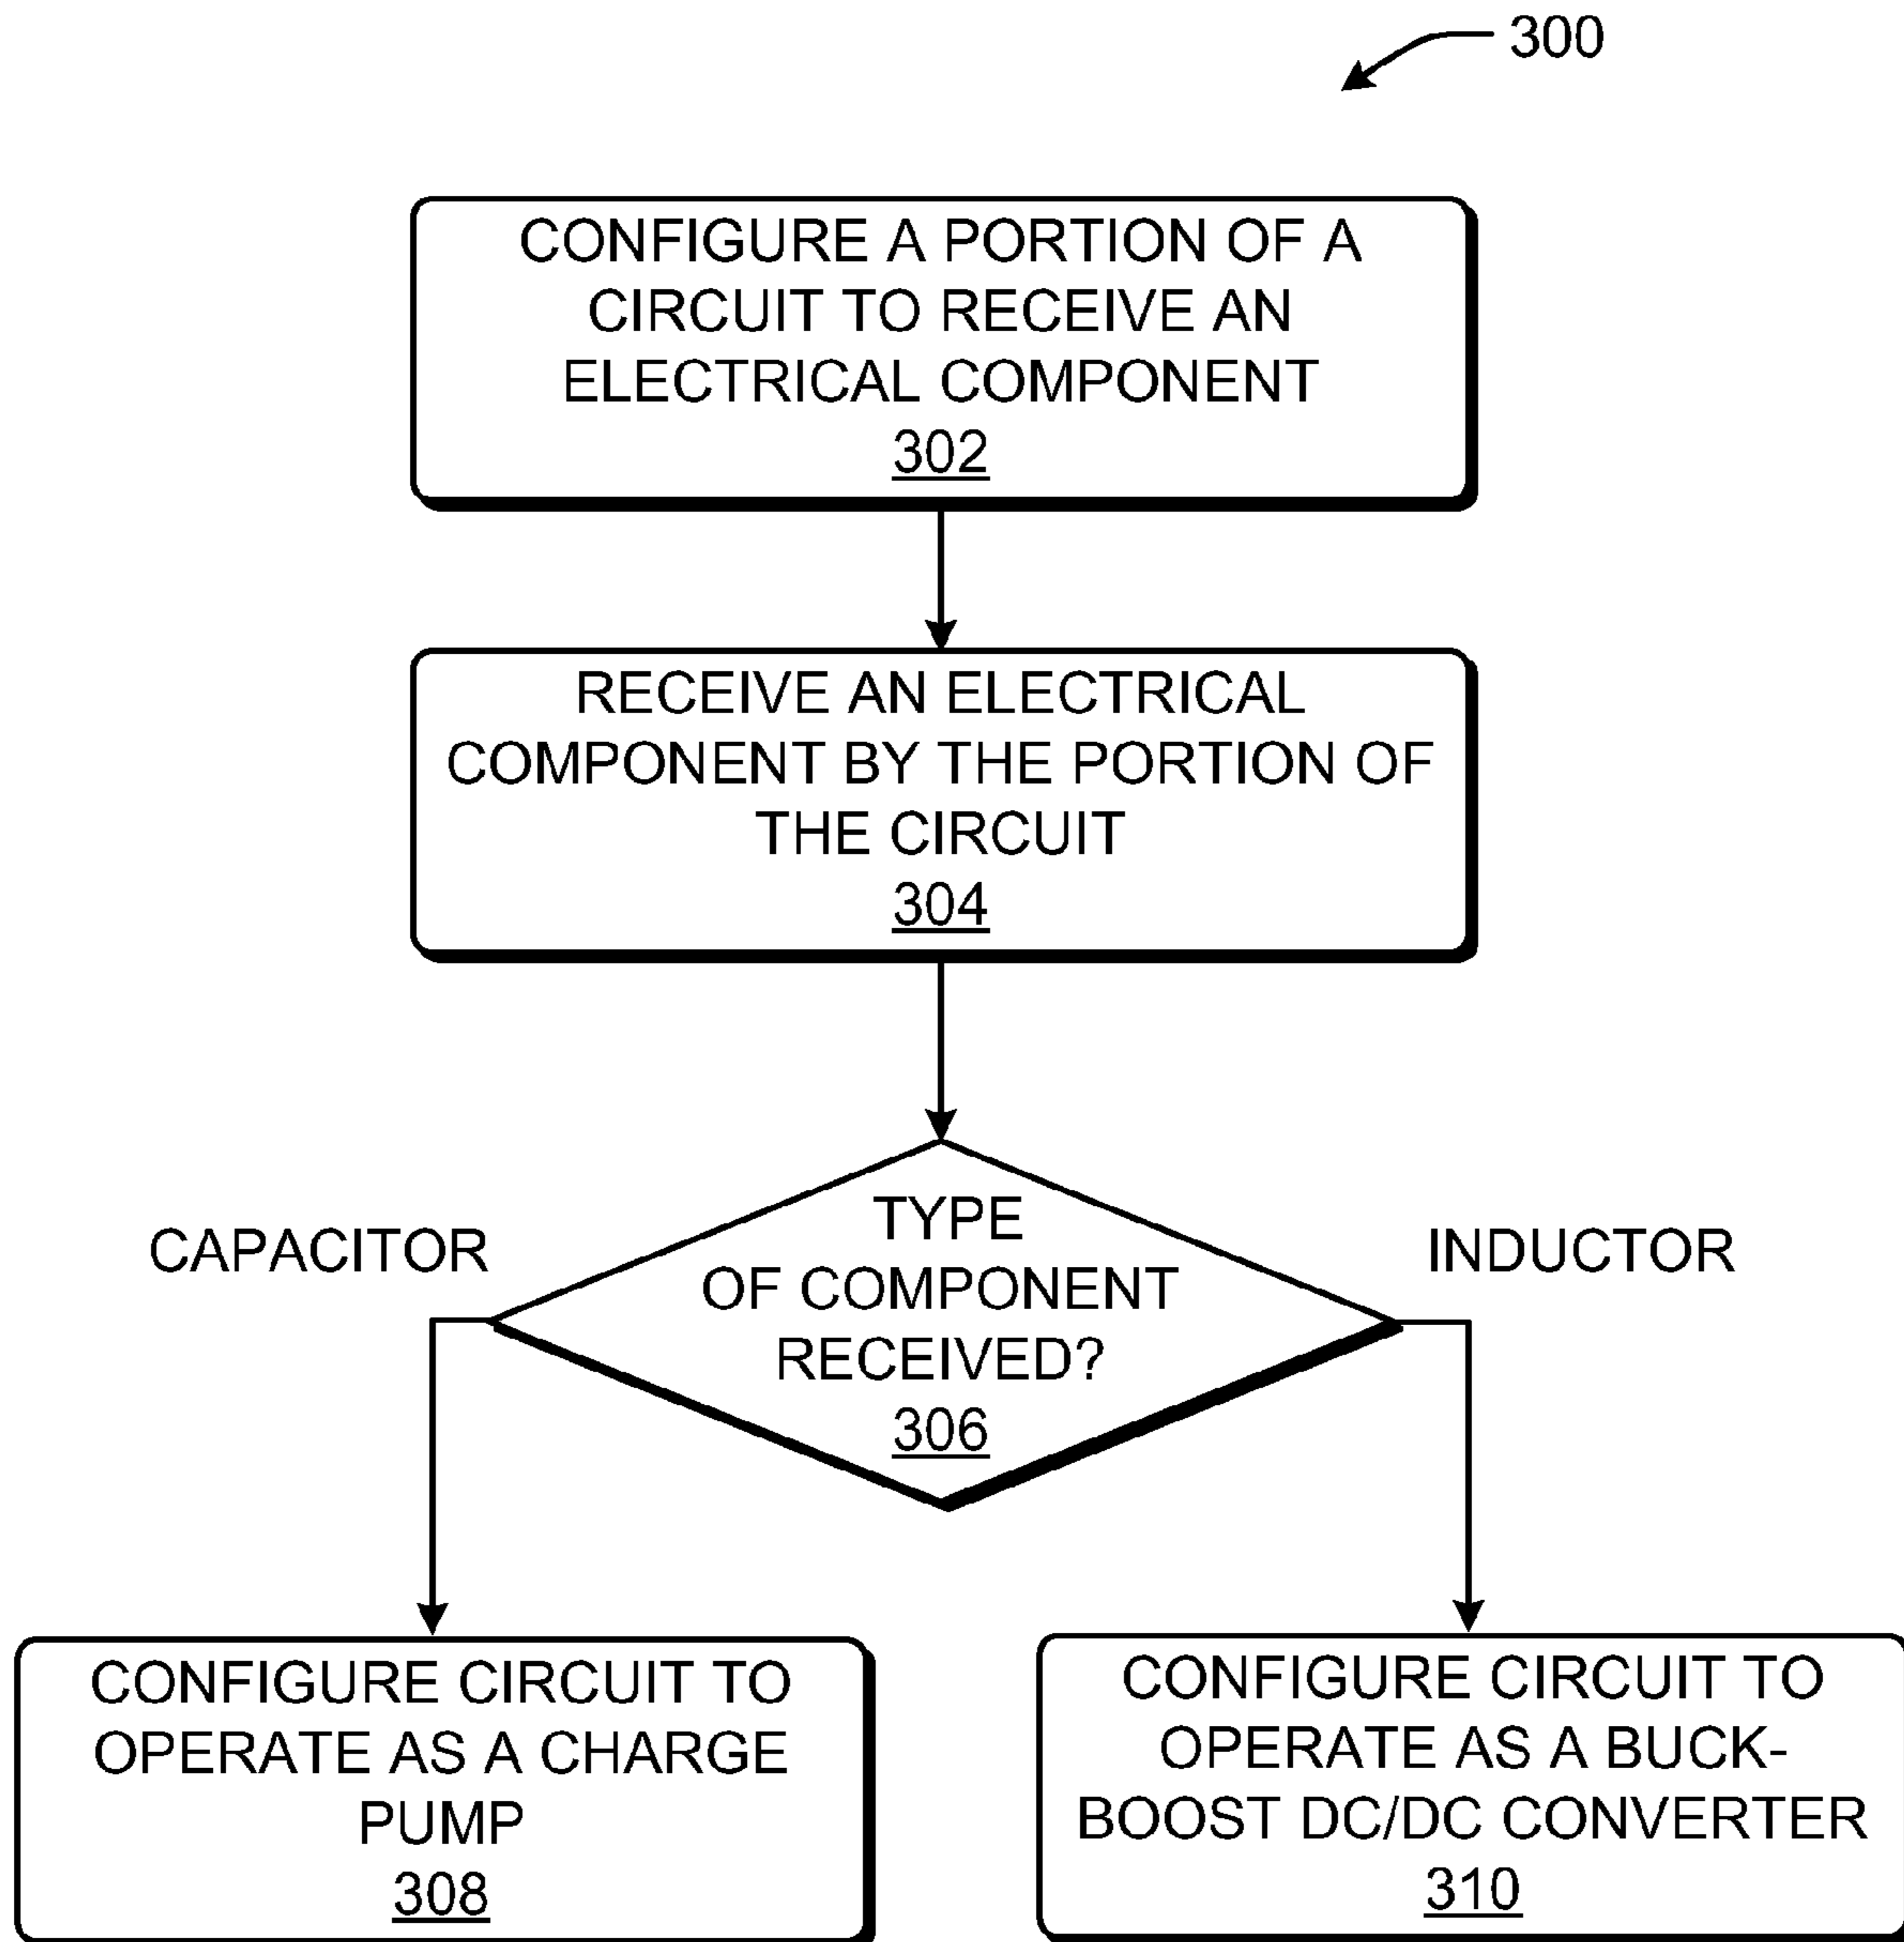 300
CONFIGURE A PORTION OF A
CIRCUIT TO RECEIVE AN
ELECTRICAL COMPONENT
302
RECEIVE AN ELECTRICAL
COMPONENT BY THE PORTION OF
THE CIRCUIT
304
TYPE
OF COMPONENT
RECEIVED?
306
CAPACITOR
INDUCTOR
CONFIGURE CIRCUIT TO
OPERATE AS A CHARGE
PUMP
308
CONFIGURE CIRCUIT TO
OPERATE AS A BUCK-
BOOST DC/DC CONVERTER
310